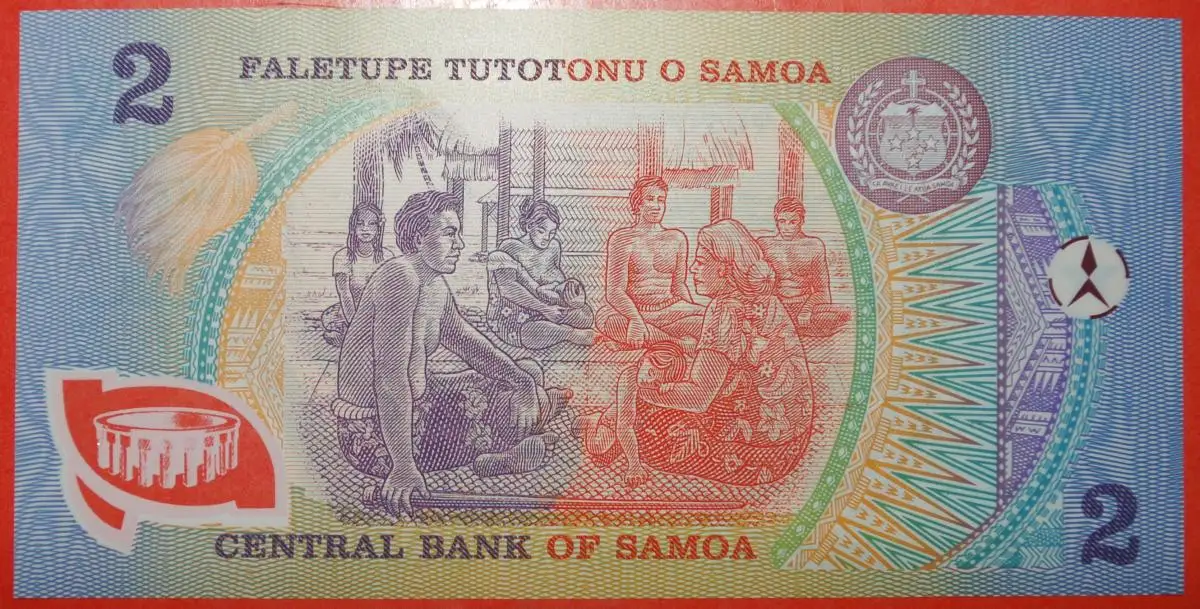 2
FALETUPE TUTOTONU O SAMOA
CENTRAL BANK OF SAMOA
2